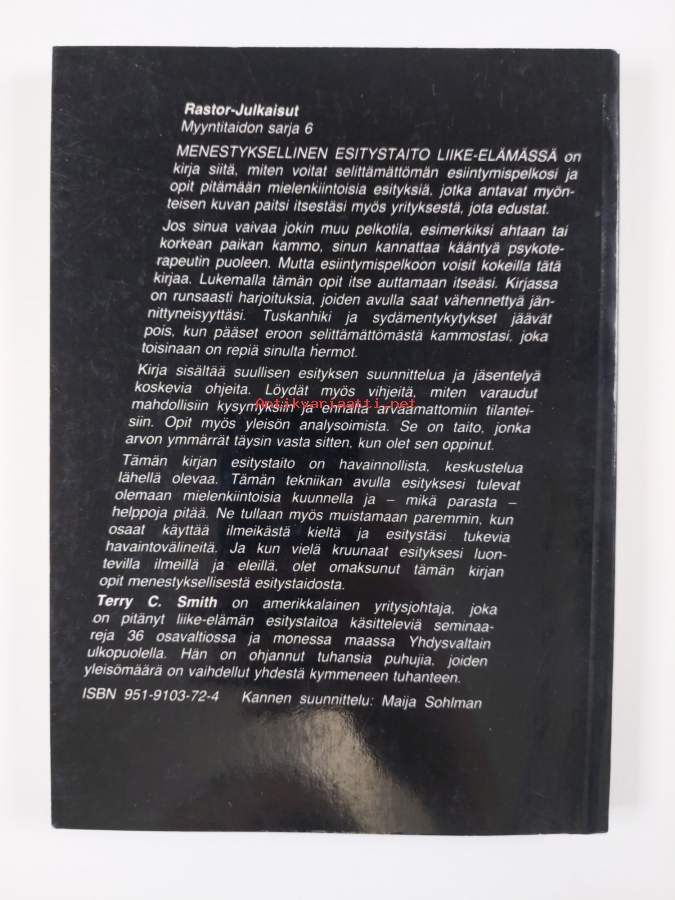 Rastor-Julkaisut
Myyntitaidon sarja 6
MENESTYKSELLINEN ESITYSTAITO LIIKE-ELÄMÄSSÄ on
kirja siitä, miten voitat selittämättömän esiintymispelkosi ja
opit pitämään mielenkiintoisia esityksiä, jotka antavat myön-
teisen kuvan paitsi itsestäsi myös yrityksestä, jota edustat.
Jos sinua vaivaa jokin muu pelkotila, esimerkiksi ahtaan tai
korkean paikan kammo, sinun kannattaa kääntyä psykote-
rapeutin puoleen. Mutta esiintymispelkoon voisit kokeilla tätä
kirjaa. Lukemalla tämän opit itse auttamaan itseäsi. Kirjassa
on runsaasti harjoituksia, joiden avulla saat vähennettyä jän-
nittyneisyyttäsi. Tuskanhiki ja sydämentykytykset jäävät
pois, kun pääset eroon selittämättömästä kammostasi, joka
toisinaan on repiä sinulta hermot.
Kirja sisältää suullisen esityksen suunnittelua ja jäsentelyä
koskevia ohjeita. Löydät myös vihjeitä, miten varaudut
Antikvariaatti.net
mahdollisiin kysymyksiin ja ehkältä arvaamattomiin tilantei-
siin. Opit myös yleisön analysoimista. Se on taito, jonka
arvon ymmärrät täysin vasta sitten, kun olet sen oppinut.
Tämän kirjan esitystaito on havainnollista, keskustelua
lähellä olevaa. Tämän tekniikan avulla esityksesi tulevat
olemaan mielenkiintoisia kuunnella ja – mikä parasta –
helppoja pitää. Ne tullaan myös muistamaan paremmin, kun
osaat käyttää ilmeikästä kieltä ja esitystäsi tukevia
havaintovälineitä. Ja kun vielä kruunaat esityksesi luon-
tevilla ilmeillä ja eleillä, olet omaksunut tämän kirjan
opit menestyksellisestä esitystaidosta.
Terry C. Smith on amerikkalainen yritysjohtaja, joka
on pitänyt liike-elämän esitystaitoa käsitteleviä seminaa-
reja 36 osavaltiossa ja monessa maassa Yhdysvaltain
ulkopuolella. Hän on ohjannut tuhansia puhujia, joiden
yleisömäärä on vaihdellut yhdestä kymmeneen tuhanteen.
ISBN 951-9103-72-4 Kannen suunnittelu: Maija Sohlman